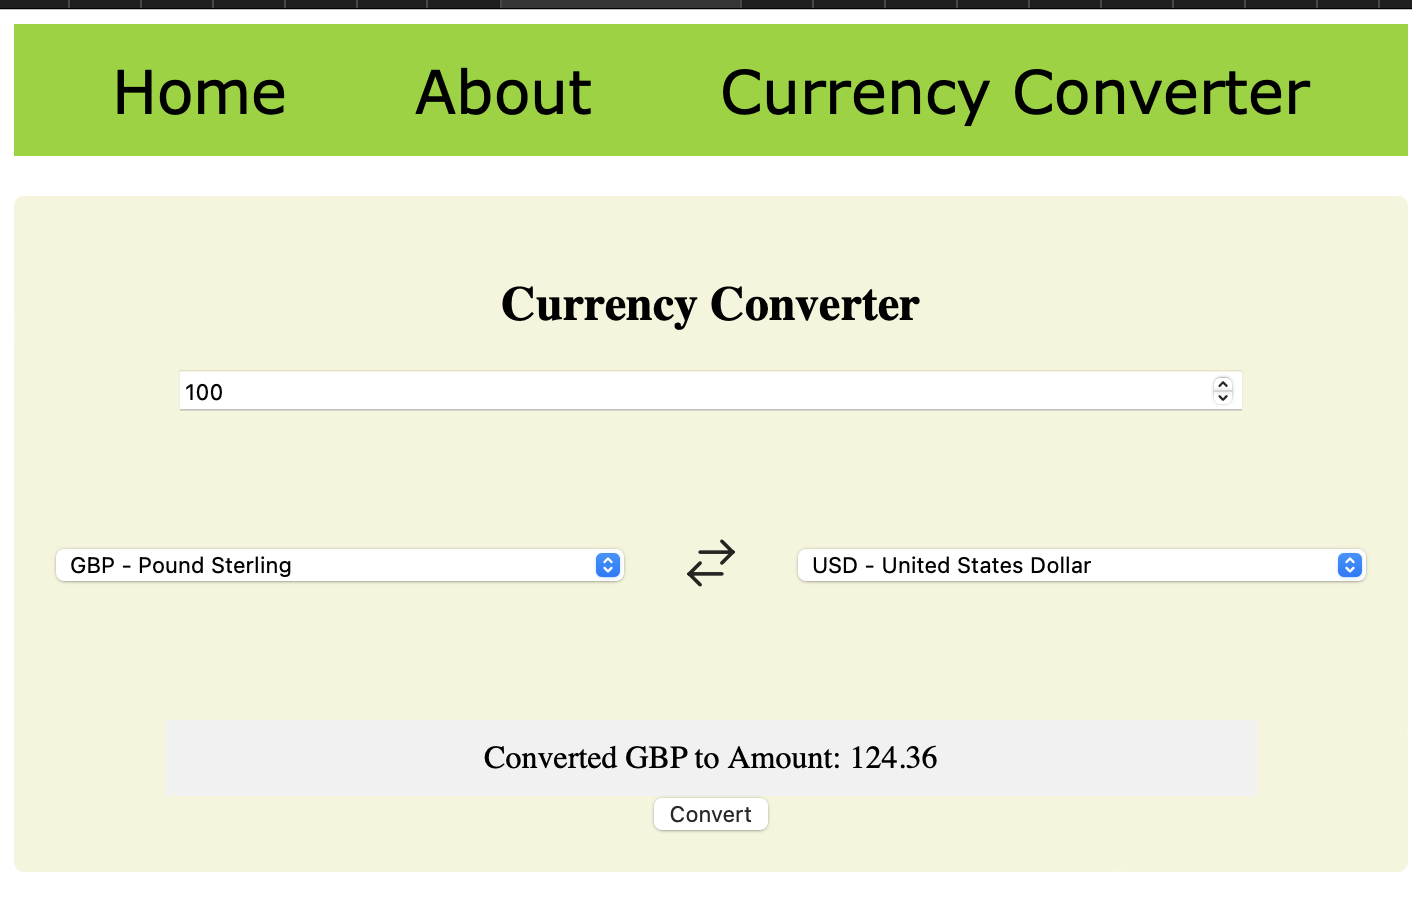 Home About Currency Converter
Currency Converter
100
GBP - Pound Sterling USD - United States Dollar
Converted GBP to Amount: 124.36
Convert